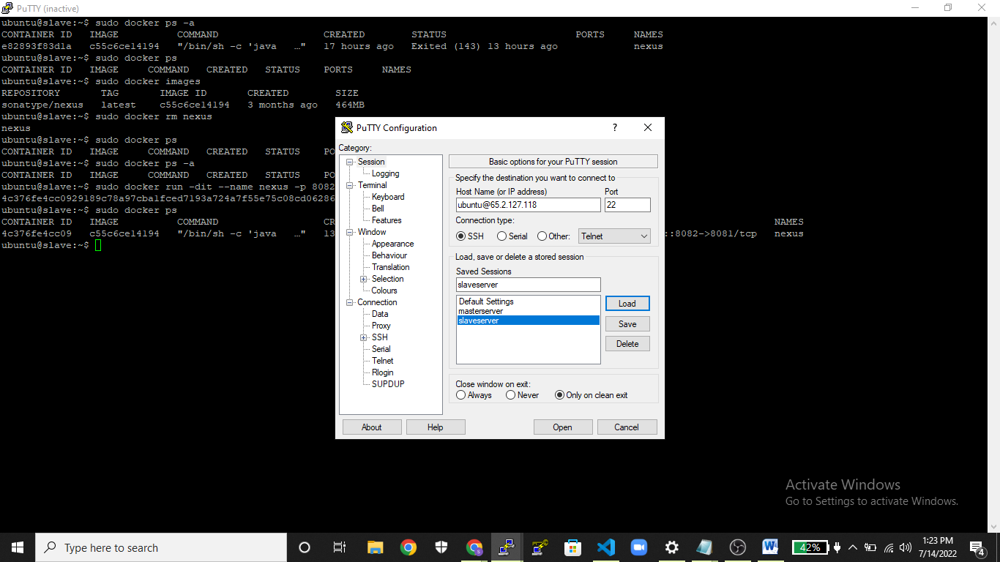 PuTTY (inactive)
ubuntu@slave:~$ sudo docker ps -a
CONTAINER ID IMAGE COMMAND CREATED STATUS PORTS NAMES
e82893f83d1a c55c6ce14194 "/bin/sh -c 'java …" 17 hours ago Exited (143) 13 hours ago nexus
ubuntu@slave:~$ sudo docker ps
CONTAINER ID IMAGE COMMAND CREATED STATUS PORTS NAMES
ubuntu@slave:~$ sudo docker images
REPOSITORY TAG IMAGE ID CREATED SIZE
sonatype/nexus latest c55c6ce14194 3 months ago 464MB
ubuntu@slave:~$ sudo docker rm nexus
nexus
ubuntu@slave:~$ sudo docker ps
CONTAINER ID IMAGE COMMAND CREATED STATUS PO
ubuntu@slave:~$ sudo docker ps -a
CONTAINER ID IMAGE COMMAND CREATED STATUS PO
ubuntu@slave:~$ sudo docker run -dit --name nexus -p 8082
4c376fe4cc0929189c78a97cba1fced7193a724a7f55e75c08cd06286
ubuntu@slave:~$ sudo docker ps
CONTAINER ID IMAGE COMMAND CR NAMES
4c376fe4cc09 c55c6ce14194 "/bin/sh -c 'java …" 13 ::8082->8081/tcp nexus
ubuntu@slave:~$
PuTTY Configuration
?
Category:
Session
Logging
Terminal
Keyboard
Bell
Features
Window
Appearance
Behaviour
Translation
Selection
Colours
Connection
Data
Proxy
SSH
Serial
Telnet
Rlogin
SUPDUP
Basic options for your PuTTY session
Specify the destination you want to connect to
Host Name (or IP address) Port
ubuntu@65.2.127.118 22
Connection type:
SSH Serial Other: Telnet
Load, save or delete a stored session
Saved Sessions
slaveserver
Default Settings
masterserver
slaveserver
Load
Save
Delete
Close window on exit:
Always Never Only on clean exit
About Help Open Cancel
Activate Windows
Go to Settings to activate Windows.
Type here to search
42%
1:23 PM
7/14/2022
4